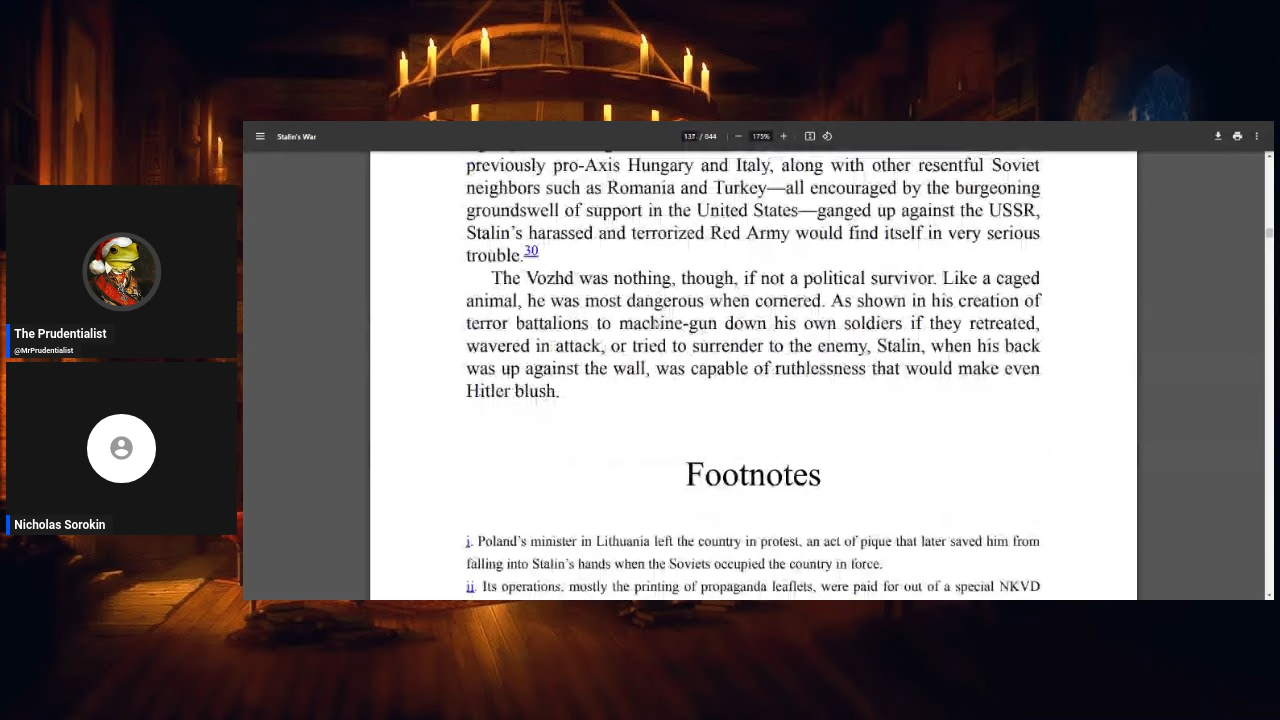 Stalin's War
137 / 844
175%
previously pro-Axis Hungary and Italy, along with other resentful Soviet
neighbors such as Romania and Turkey—all encouraged by the burgeoning
groundswell of support in the United States—ganged up against the USSR,
Stalin's harassed and terrorized Red Army would find itself in very serious
trouble.30
The Vozhd was nothing, though, if not a political survivor. Like a caged
animal, he was most dangerous when cornered. As shown in his creation of
terror battalions to machine-gun down his own soldiers if they retreated,
wavered in attack, or tried to surrender to the enemy, Stalin, when his back
was up against the wall, was capable of ruthlessness that would make even
Hitler blush.
Footnotes
i. Poland's minister in Lithuania left the country in protest, an act of pique that later saved him from
falling into Stalin's hands when the Soviets occupied the country in force.
ii. Its operations, mostly the printing of propaganda leaflets, were paid for out of a special NKVD
The Prudentialist
@MrPrudentialist
Nicholas Sorokin